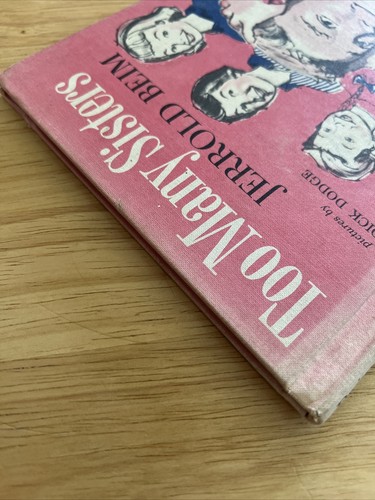 Too Many Sisters
JERROLD BEIM
pictures by
DICK DODGE